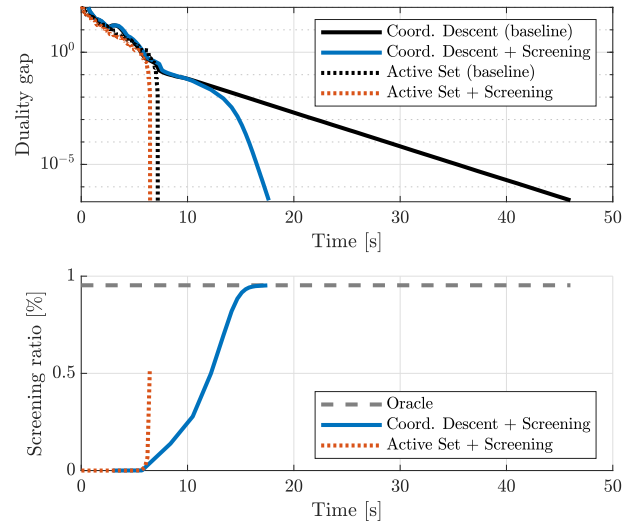 Duality gap
10^0
10^-5
Coord. Descent (baseline)
Coord. Descent + Screening
Active Set (baseline)
Active Set + Screening
0 10 20 30 40 50
Time [s]
Screening ratio [%]
1
0.5
0
Oracle
Coord. Descent + Screening
Active Set + Screening
0 10 20 30 40 50
Time [s]